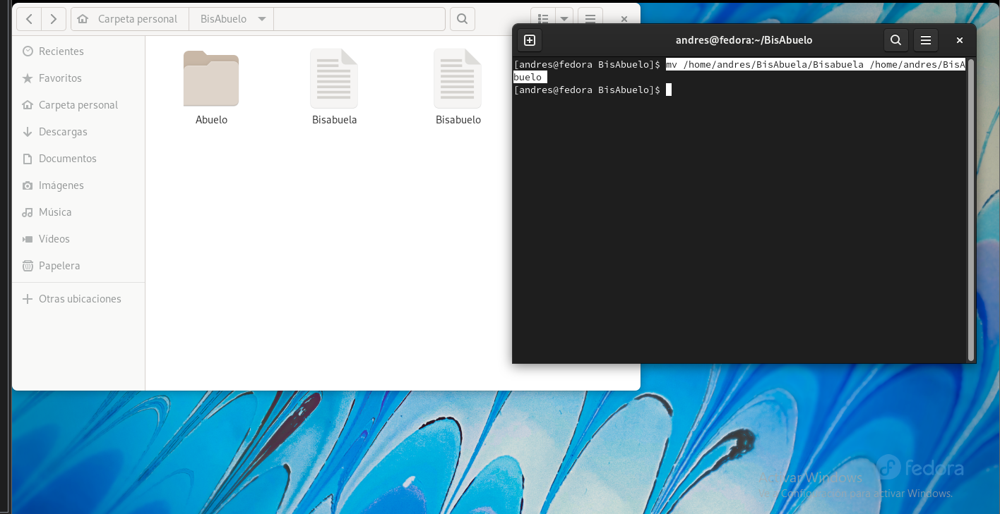 Carpeta personal
BisAbuelo
Recientes
Favoritos
Carpeta personal
Descargas
Documentos
Imágenes
Música
Vídeos
Papelera
Otras ubicaciones
Abuelo
Bisabuela
Bisabuelo
andres@fedora:~/BisAbuelo
[andres@fedora BisAbuelo]$ mv /home/andres/BisAbuela/Bisabuela /home/andres/BisA
buelo
[andres@fedora BisAbuelo]$
fedora
Activar Windows
Ve a Configuración para activar Windows.